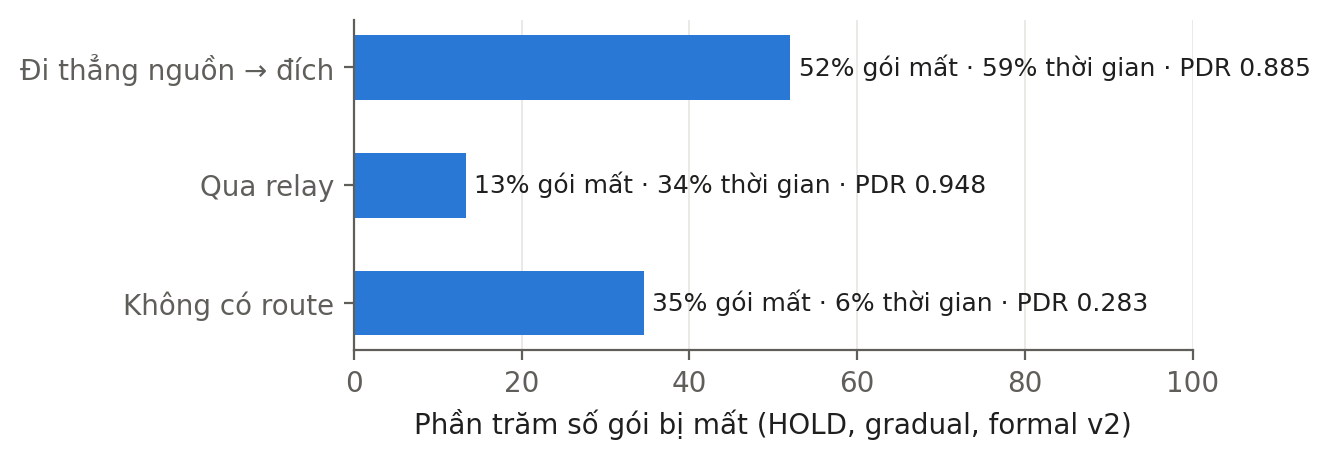 Đi thẳng nguồn → đích
52% gói mất · 59% thời gian · PDR 0.885
Qua relay
13% gói mất · 34% thời gian · PDR 0.948
Không có route
35% gói mất · 6% thời gian · PDR 0.283
0 20 40 60 80 100
Phần trăm số gói bị mất (HOLD, gradual, formal v2)